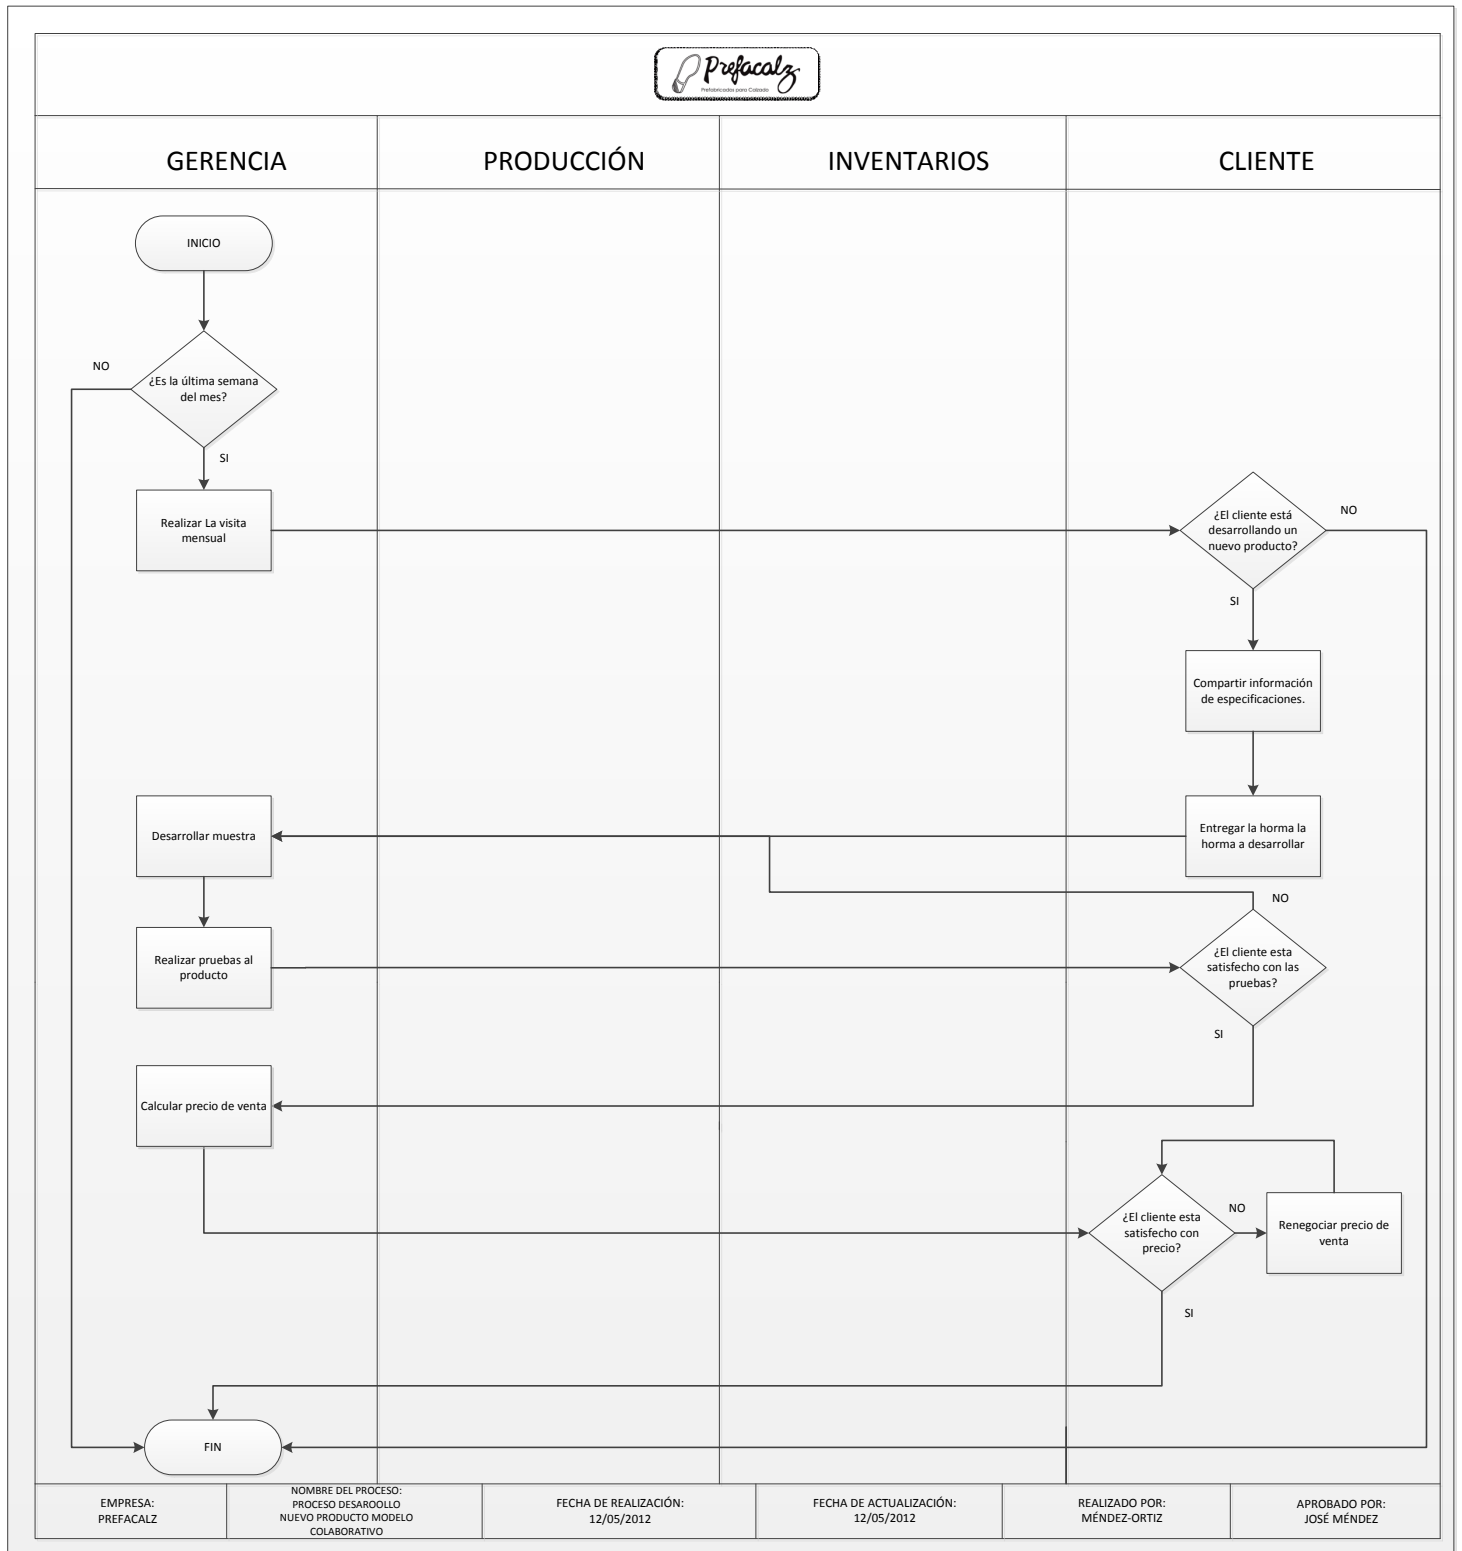 Prefacalz
Prefabricados para Calzado
GERENCIA
PRODUCCIÓN
INVENTARIOS
CLIENTE
INICIO
NO
¿Es la última semana
del mes?
SI
Realizar La visita
mensual
¿El cliente está
desarrollando un
nuevo producto?
NO
SI
Compartir información
de especificaciones.
Desarrollar muestra
Entregar la horma la
horma a desarrollar
NO
Realizar pruebas al
producto
¿El cliente esta
satisfecho con las
pruebas?
SI
Calcular precio de venta
¿El cliente esta
satisfecho con
precio?
NO
Renegociar precio de
venta
SI
FIN
EMPRESA:
PREFACALZ
NOMBRE DEL PROCESO:
PROCESO DESAROOLLO
NUEVO PRODUCTO MODELO
COLABORATIVO
FECHA DE REALIZACIÓN:
12/05/2012
FECHA DE ACTUALIZACIÓN:
12/05/2012
REALIZADO POR:
MÉNDEZ-ORTIZ
APROBADO POR:
JOSÉ MÉNDEZ